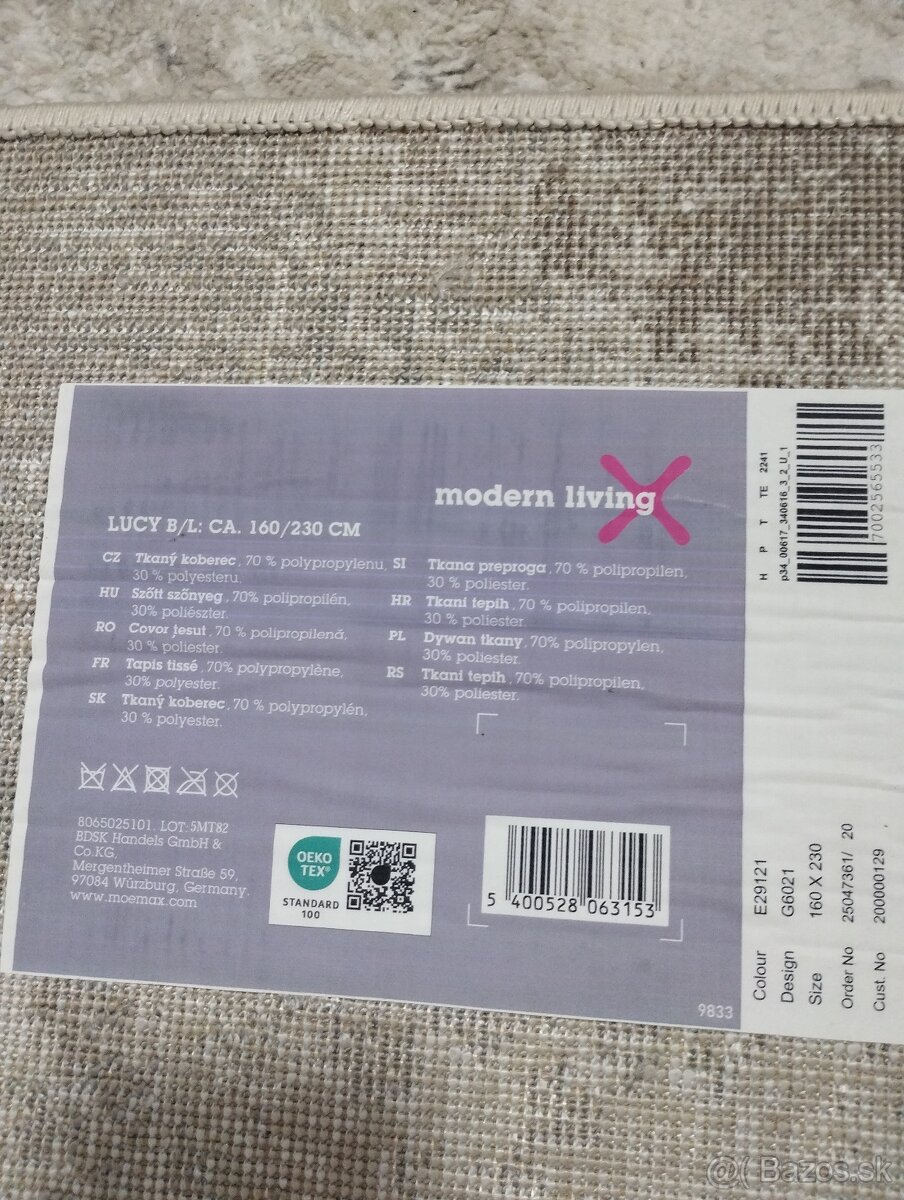 modern living
LUCY B/L: CA. 160/230 CM
CZ Tkaný koberec, 70 % polypropylenu,
30 % polyesteru.
HU Szőtt szőnyeg, 70% polipropilén,
30% poliészter.
RO Covor țesut, 70 % polipropilenă,
30 % poliester.
FR Tapis tissé, 70% polypropylène,
30% polyester.
SK Tkaný koberec, 70 % polypropylén,
30 % polyester.
SI Tkana preproga, 70 % polipropilen,
30 % poliester.
HR Tkani tepih, 70 % polipropilen,
30 % poliester.
PL Dywan tkany, 70% polipropylen,
30% poliester.
RS Tkani tepih, 70% polipropilen,
30% poliester.
8065025101. LOT: 5MT82
BDSK Handels GmbH &
Co.KG,
Mergentheimer Straße 59,
97084 Würzburg, Germany.
www.moemax.com
OEKO
TEX®
STANDARD
100
5 400528 063153
9833
H P T TE 2241
p34_00617_340616_3_2_U_1
7002565533
Colour E29121
Design G6021
Size 160 X 230
Order No 25047361/ 20
Cust. No 200000129
@( Bazos.sk